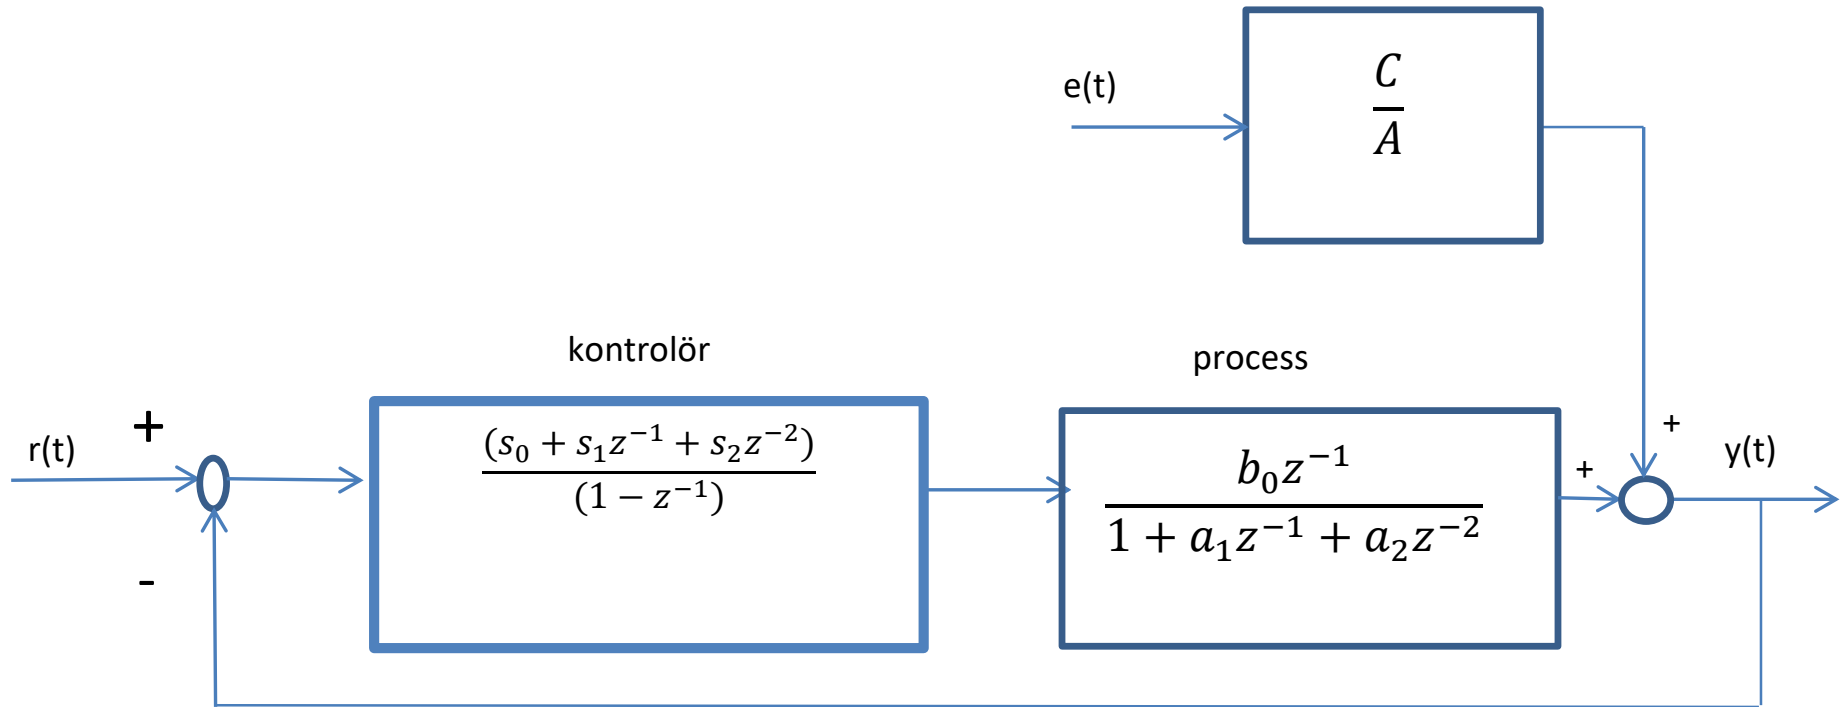 e(t)
C
A
kontrolör
process
r(t)
+
-
(s₀ + s₁z⁻¹ + s₂z⁻²)
(1 − z⁻¹)
b₀z⁻¹
1 + a₁z⁻¹ + a₂z⁻²
+
+
y(t)